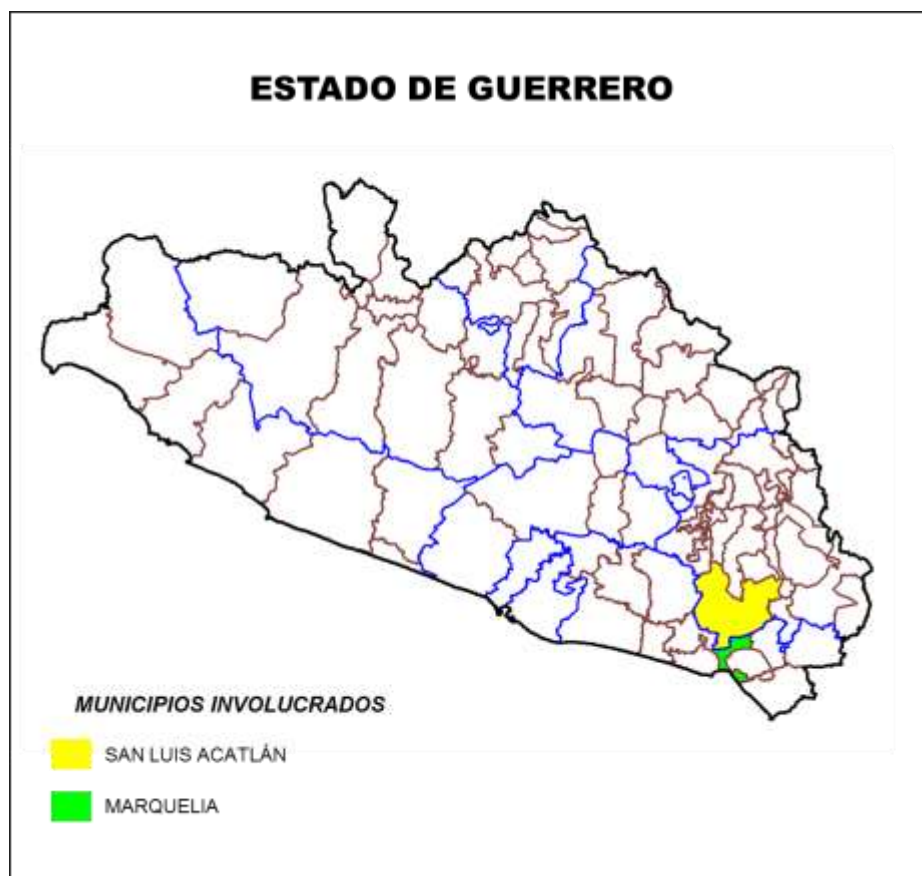 ESTADO DE GUERRERO
MUNICIPIOS INVOLUCRADOS
SAN LUIS ACATLÁN
MARQUELIA